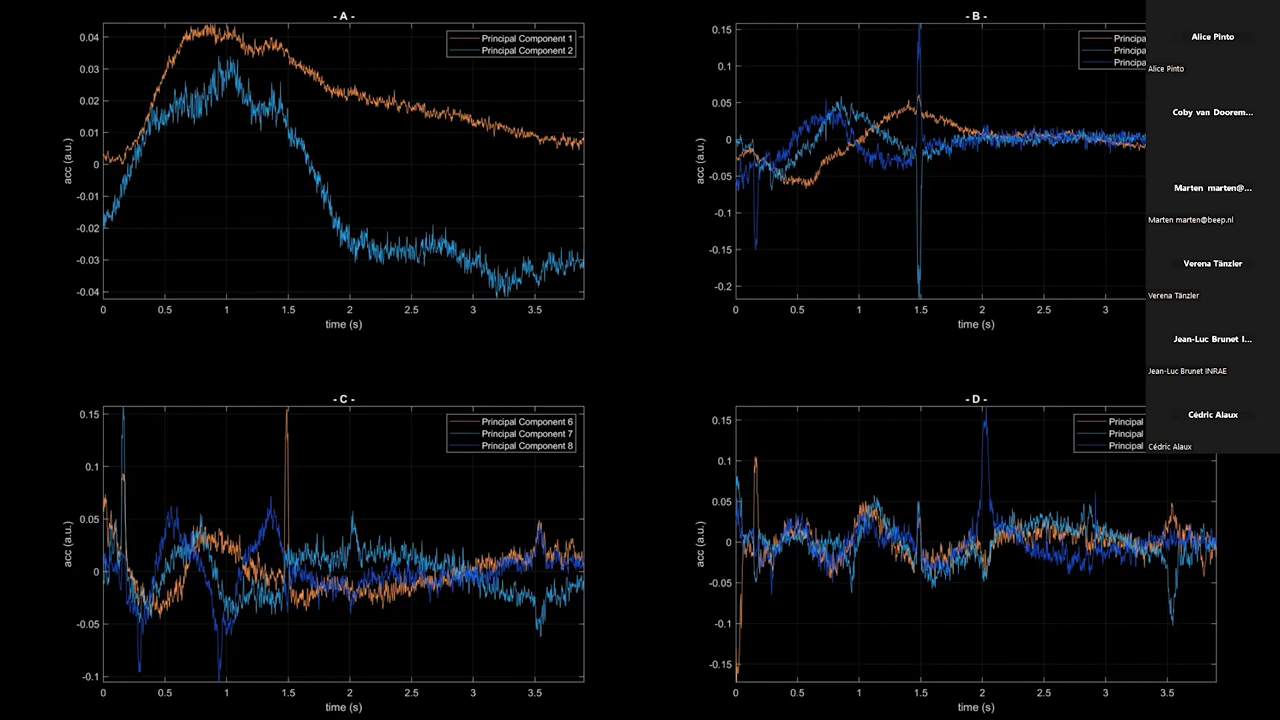 - A -
Principal Component 1
Principal Component 2
0.04
0.03
0.02
0.01
0
-0.01
-0.02
-0.03
-0.04
acc (a.u.)
0 0.5 1 1.5 2 2.5 3 3.5
time (s)
- B -
Principa
Principa
Principal
0.15
0.1
0.05
0
-0.05
-0.1
-0.15
-0.2
acc (a.u.)
0 0.5 1 1.5 2 2.5 3
time (s)
- C -
Principal Component 6
Principal Component 7
Principal Component 8
0.15
0.1
0.05
0
-0.05
-0.1
acc (a.u.)
0 0.5 1 1.5 2 2.5 3 3.5
time (s)
- D -
Principal
Principal
Principal
0.15
0.1
0.05
0
-0.05
-0.1
-0.15
acc (a.u.)
0 0.5 1 1.5 2 2.5 3 3.5
time (s)
Alice Pinto
Alice Pinto
Coby van Doorem...
Marten marten@...
Marten marten@beep.nl
Verena Tänzler
Verena Tänzler
Jean-Luc Brunet I...
Jean-Luc Brunet INRAE
Cédric Alaux
Cédric Alaux